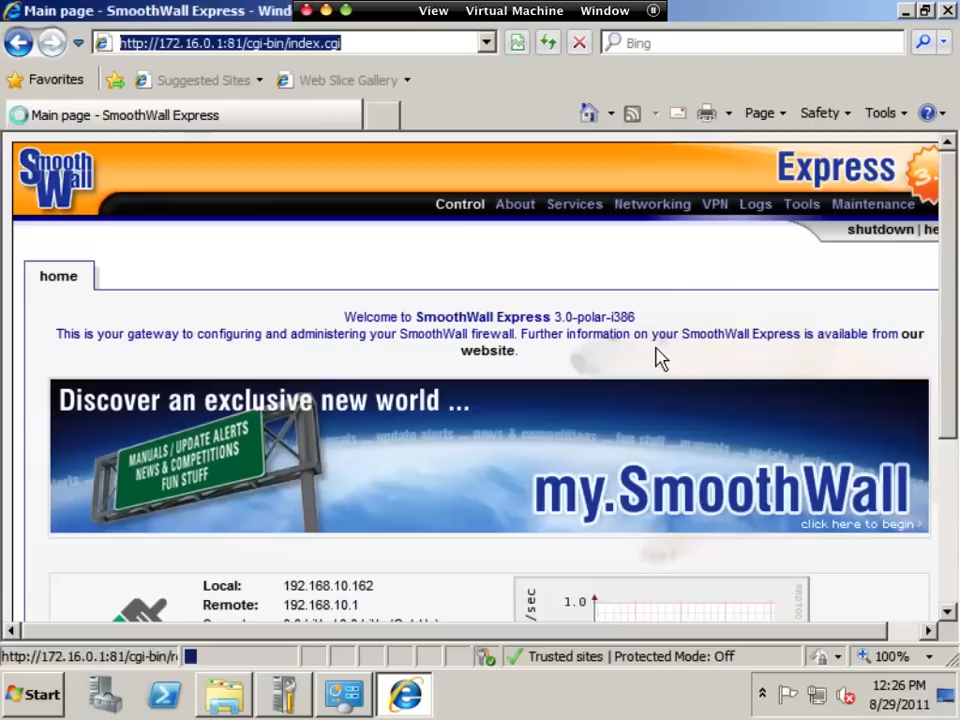 Main page - SmoothWall Express - Wind
View Virtual Machine Window
http://172.16.0.1:81/cgi-bin/index.cgi
Bing
Favorites Suggested Sites Web Slice Gallery
Main page - SmoothWall Express
Page Safety Tools
Smooth
Wall
Express
3.
Control About Services Networking VPN Logs Tools Maintenance
shutdown | he
home
Welcome to SmoothWall Express 3.0-polar-i386
This is your gateway to configuring and administering your SmoothWall firewall. Further information on your SmoothWall Express is available from our
website.
Discover an exclusive new world ...
MANUALS / UPDATE ALERTS
NEWS & COMPETITIONS
FUN STUFF
my.SmoothWall
click here to begin >
Local: 192.168.10.162
Remote: 192.168.10.1
/sec
1.0
http://172.16.0.1:81/cgi-bin/r
Trusted sites | Protected Mode: Off
100%
Start
12:26 PM
8/29/2011